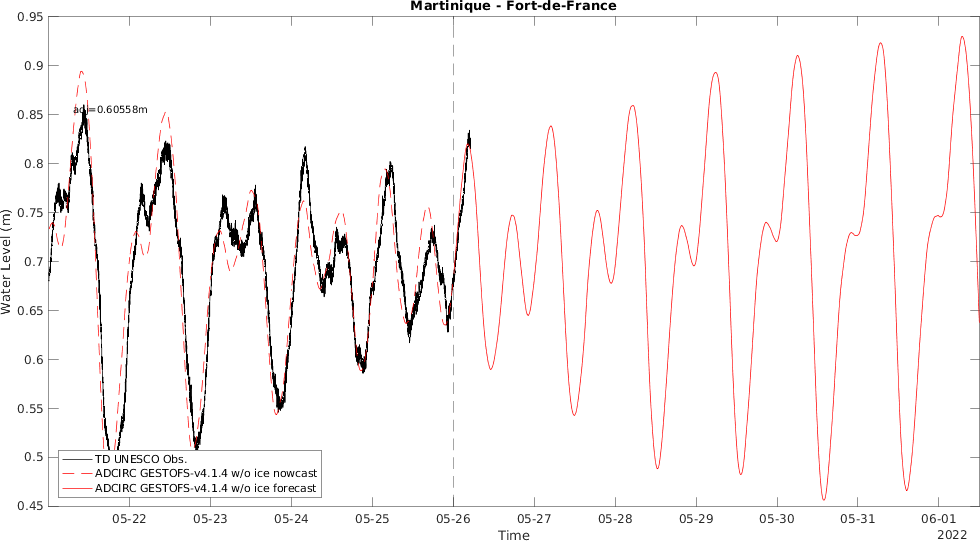 Martinique - Fort-de-France
0.95
0.9
0.85
0.8
0.75
0.7
0.65
0.6
0.55
0.5
0.45
Water Level (m)
adj=0.60558m
TD UNESCO Obs.
ADCIRC GESTOFS-v4.1.4 w/o ice nowcast
ADCIRC GESTOFS-v4.1.4 w/o ice forecast
05-22 05-23 05-24 05-25 05-26 05-27 05-28 05-29 05-30 05-31 06-01
Time
2022